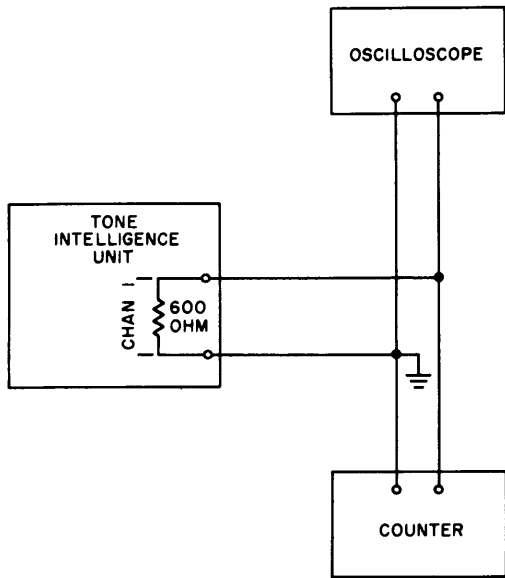 OSCILLOSCOPE
TONE
INTELLIGENCE
UNIT
CHAN 1
600
OHM
COUNTER